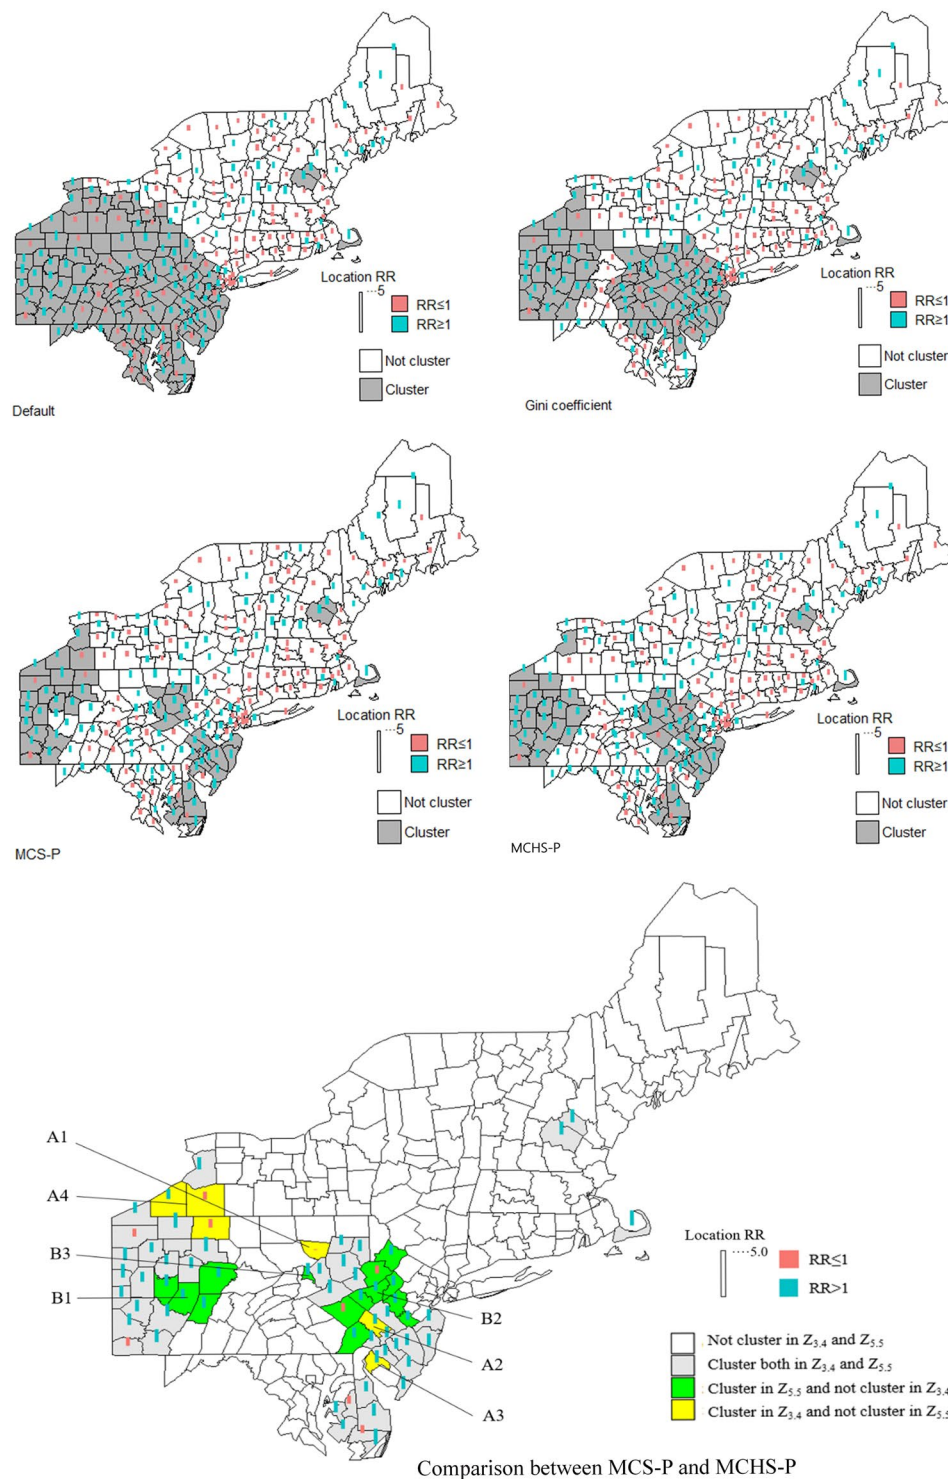 Location RR
5
RR≤1
RR≥1
Not cluster
Cluster
Default
Location RR
5
RR≤1
RR≥1
Not cluster
Cluster
Gini coefficient
Location RR
5
RR≤1
RR≥1
Not cluster
Cluster
MCS-P
Location RR
5
RR≤1
RR≥1
Not cluster
Cluster
MCHS-P
A1
A4
B3
B1
B2
A2
A3
Location RR
5.0
RR≤1
RR>1
Not cluster in Z3.4 and Z5.5
Cluster both in Z3.4 and Z5.5
Cluster in Z5.5 and not cluster in Z3.4
Cluster in Z3.4 and not cluster in Z5.5
Comparison between MCS-P and MCHS-P